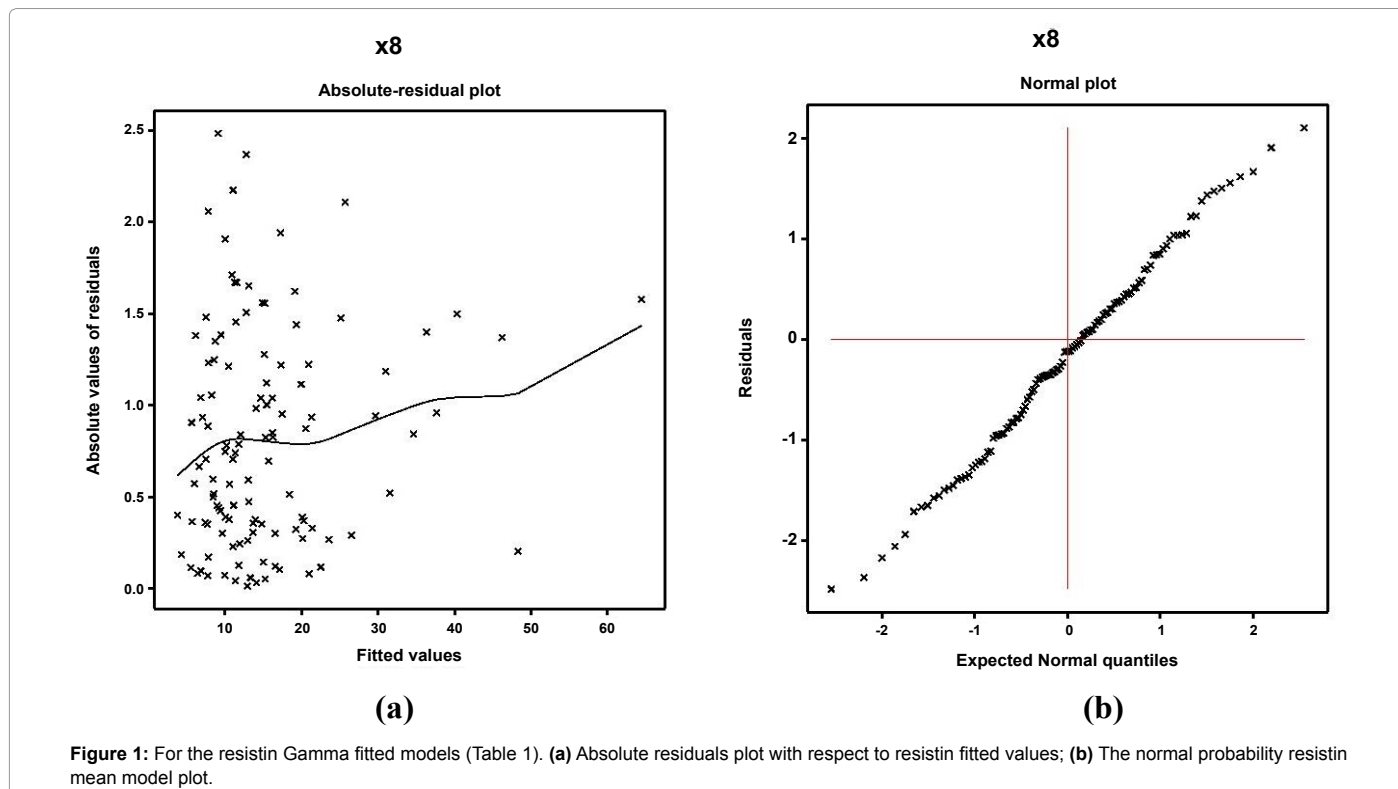 x8
Absolute-residual plot
Absolute values of residuals
2.5
2.0
1.5
1.0
0.5
0.0
10 20 30 40 50 60
Fitted values
(a)
x8
Normal plot
Residuals
2
1
0
-1
-2
-2 -1 0 1 2
Expected Normal quantiles
(b)
Figure 1: For the resistin Gamma fitted models (Table 1). (a) Absolute residuals plot with respect to resistin fitted values; (b) The normal probability resistin
mean model plot.